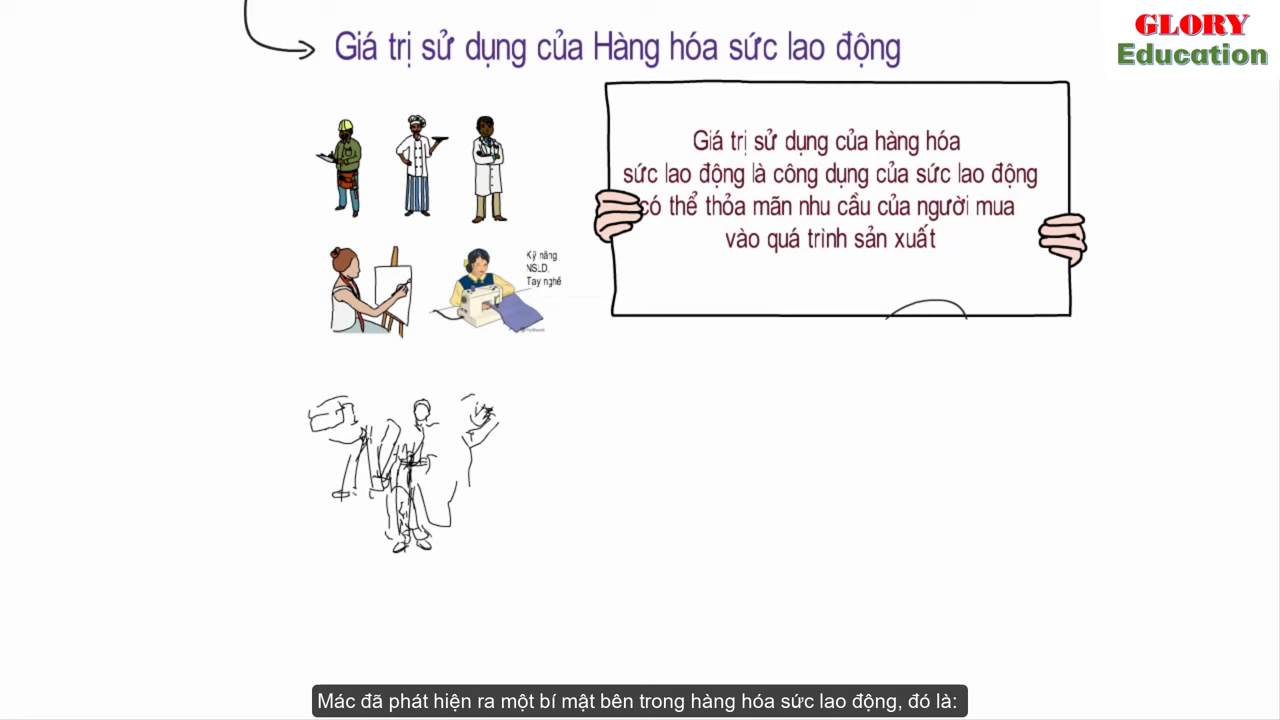 GLORY
Education
Giá trị sử dụng của Hàng hóa sức lao động
Giá trị sử dụng của hàng hóa
sức lao động là công dụng của sức lao động
có thể thỏa mãn nhu cầu của người mua
vào quá trình sản xuất
Kỹ năng
NSLD.
Tay nghề
Mác đã phát hiện ra một bí mật bên trong hàng hóa sức lao động, đó là: